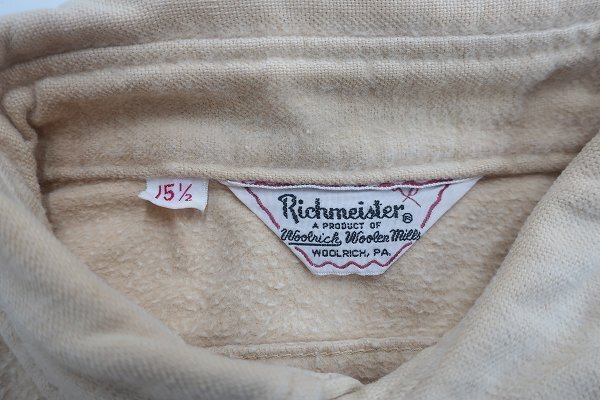 15½
Richmeister®
A PRODUCT OF
Woolrich Woolen Mills
WOOLRICH, PA.